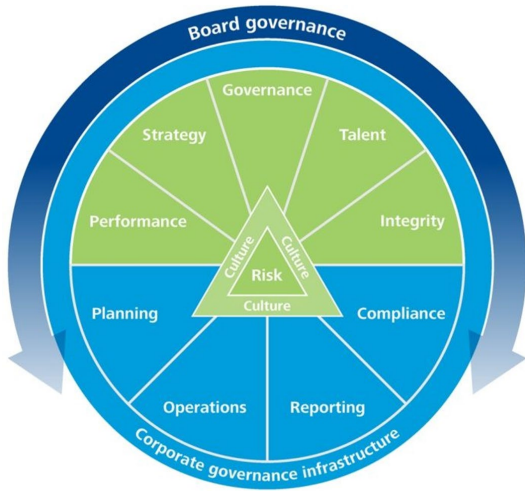 Board governance
Governance
Strategy
Talent
Performance
Integrity
Culture
Culture
Risk
Culture
Planning
Compliance
Operations
Reporting
Corporate governance infrastructure